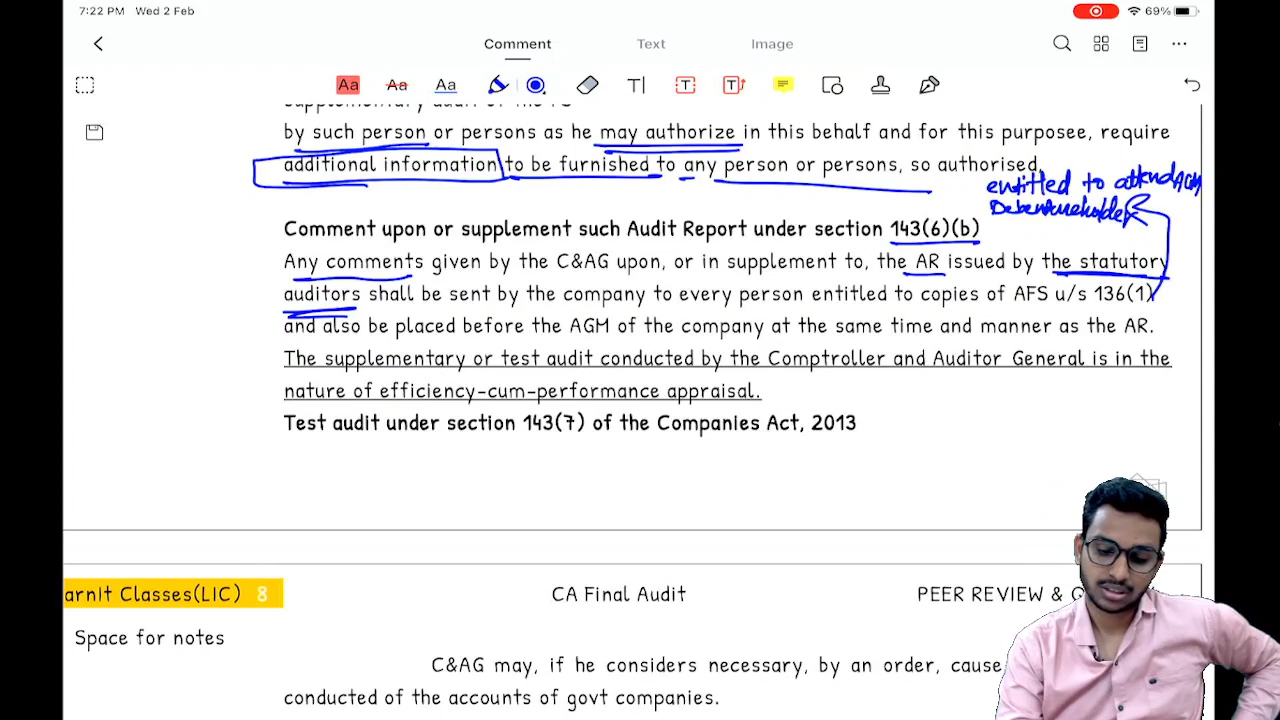 7:22 PM Wed 2 Feb
69%
Comment Text Image
Aa Aa Aa T T T
by such person or persons as he may authorize in this behalf and for this purposee, require
additional information to be furnished to any person or persons, so authorised.
entitled to attend AGM
Debentureholder
Comment upon or supplement such Audit Report under section 143(6)(b)
Any comments given by the C&AG upon, or in supplement to, the AR issued by the statutory
auditors shall be sent by the company to every person entitled to copies of AFS u/s 136(1)
and also be placed before the AGM of the company at the same time and manner as the AR.
The supplementary or test audit conducted by the Comptroller and Auditor General is in the
nature of efficiency-cum-performance appraisal.
Test audit under section 143(7) of the Companies Act, 2013
arnIt Classes(LIC) 8 CA Final Audit PEER REVIEW &
Space for notes
C&AG may, if he considers necessary, by an order, cause
conducted of the accounts of govt companies.